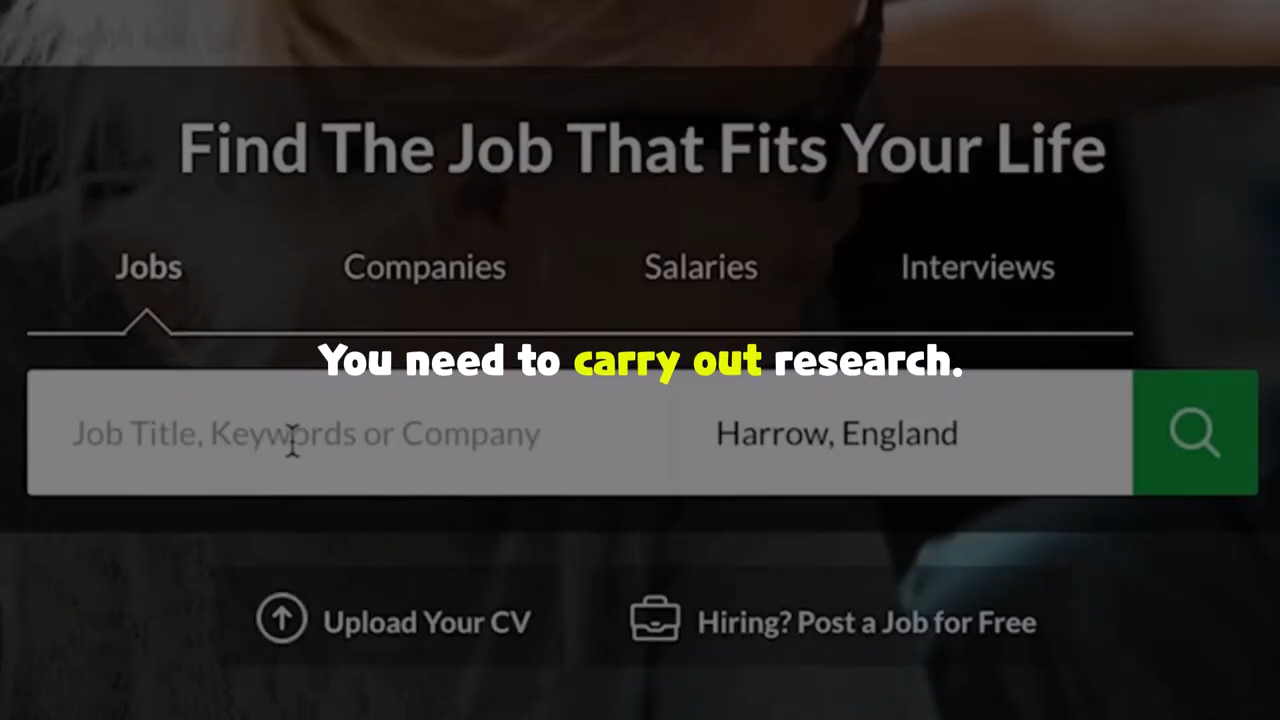 Find The Job That Fits Your Life
Jobs Companies Salaries Interviews
You need to carry out research.
Job Title, Keywords or Company Harrow, England
Upload Your CV Hiring? Post a Job for Free